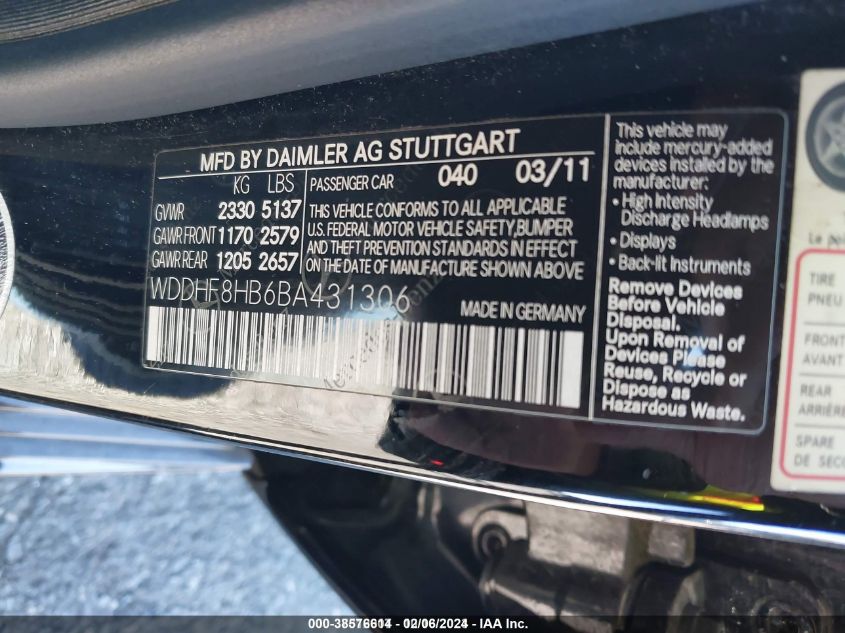 MFD BY DAIMLER AG STUTTGART
KG LBS
GVWR 2330 5137
GAWR FRONT 1170 2579
GAWR REAR 1205 2657
PASSENGER CAR 040 03/11
THIS VEHICLE CONFORMS TO ALL APPLICABLE
U.S. FEDERAL MOTOR VEHICLE SAFETY,BUMPER
AND THEFT PREVENTION STANDARDS IN EFFECT
ON THE DATE OF MANUFACTURE SHOWN ABOVE
WDDHF8HB6BA431306
MADE IN GERMANY
This vehicle may
include mercury-added
devices installed by the
manufacturer:
• High Intensity
Discharge Headlamps
• Displays
• Back-lit Instruments
Remove Devices
Before Vehicle
Disposal.
Upon Removal of
Devices Please
Reuse, Recycle or
Dispose as
Hazardous Waste.
TIRE
PNEU
FRONT
AVANT
REAR
ARRIÈRE
SPARE
DE SECO
000-38576614 - 02/06/2024 - IAA Inc.